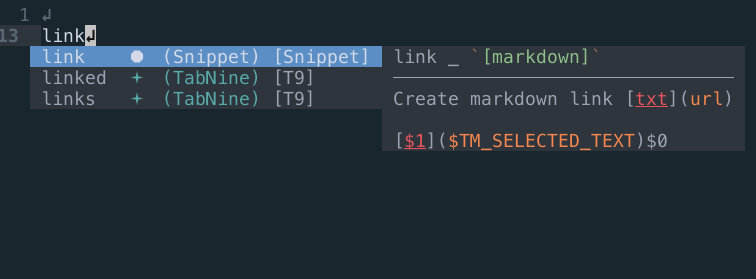 1 ↲
13 link↲
link ● (Snippet) [Snippet]
linked + (TabNine) [T9]
links + (TabNine) [T9]
link _ `[markdown]`
Create markdown link [txt](url)
[$1]($TM_SELECTED_TEXT)$0